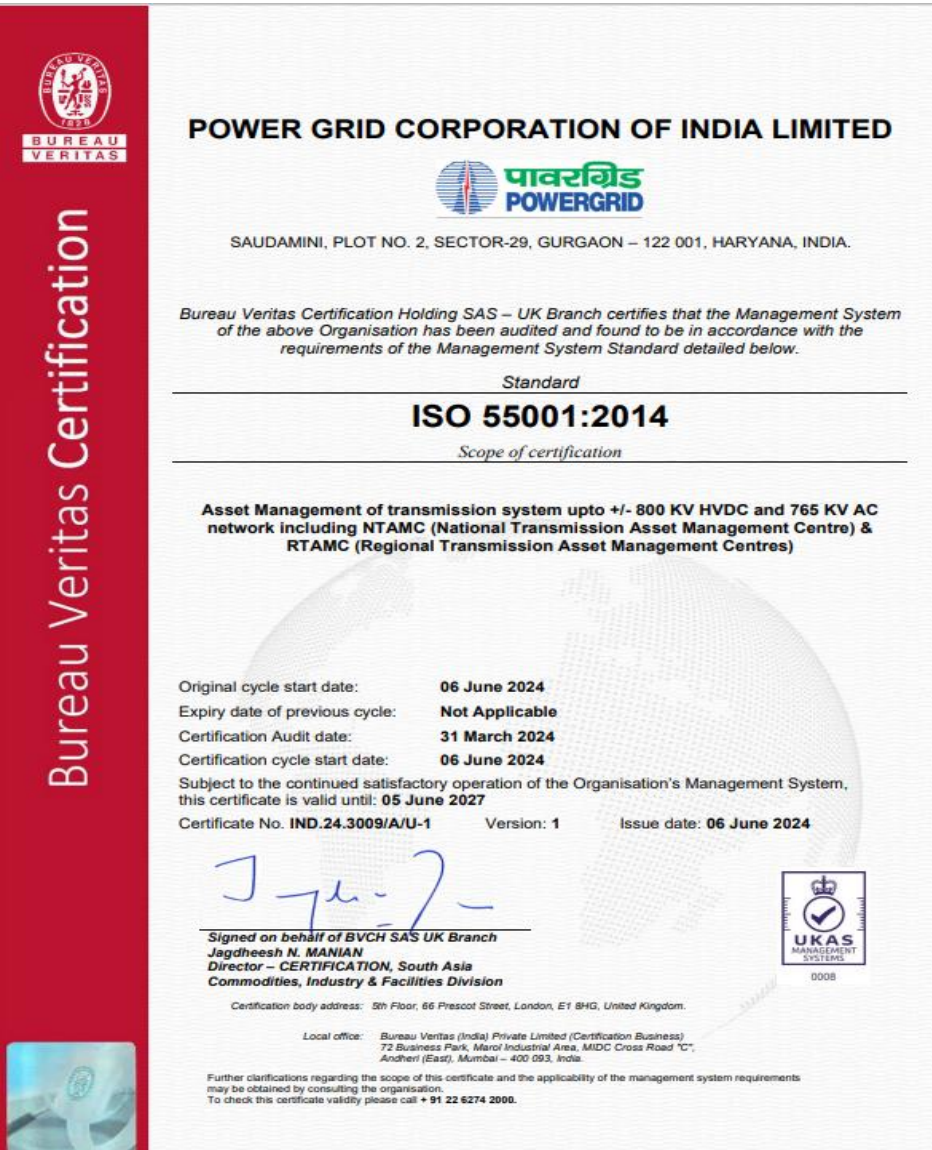 BUREAU VERITAS
1828
BUREAU
VERITAS
Bureau Veritas Certification
POWER GRID CORPORATION OF INDIA LIMITED
पावरग्रिड
POWERGRID
SAUDAMINI, PLOT NO. 2, SECTOR-29, GURGAON – 122 001, HARYANA, INDIA.
Bureau Veritas Certification Holding SAS – UK Branch certifies that the Management System
of the above Organisation has been audited and found to be in accordance with the
requirements of the Management System Standard detailed below.
Standard
ISO 55001:2014
Scope of certification
Asset Management of transmission system upto +/- 800 KV HVDC and 765 KV AC
network including NTAMC (National Transmission Asset Management Centre) &
RTAMC (Regional Transmission Asset Management Centres)
Original cycle start date: 06 June 2024
Expiry date of previous cycle: Not Applicable
Certification Audit date: 31 March 2024
Certification cycle start date: 06 June 2024
Subject to the continued satisfactory operation of the Organisation's Management System,
this certificate is valid until: 05 June 2027
Certificate No. IND.24.3009/A/U-1 Version: 1 Issue date: 06 June 2024
Signed on behalf of BVCH SAS UK Branch
Jagdheesh N. MANIAN
Director – CERTIFICATION, South Asia
Commodities, Industry & Facilities Division
UKAS
MANAGEMENT
SYSTEMS
0008
Certification body address: 5th Floor, 66 Prescot Street, London, E1 8HG, United Kingdom.
Local office: Bureau Veritas (India) Private Limited (Certification Business)
72 Business Park, Marol Industrial Area, MIDC Cross Road "C",
Andheri (East), Mumbai – 400 093, India.
Further clarifications regarding the scope of this certificate and the applicability of the management system requirements
may be obtained by consulting the organisation.
To check this certificate validity please call + 91 22 6274 2000.